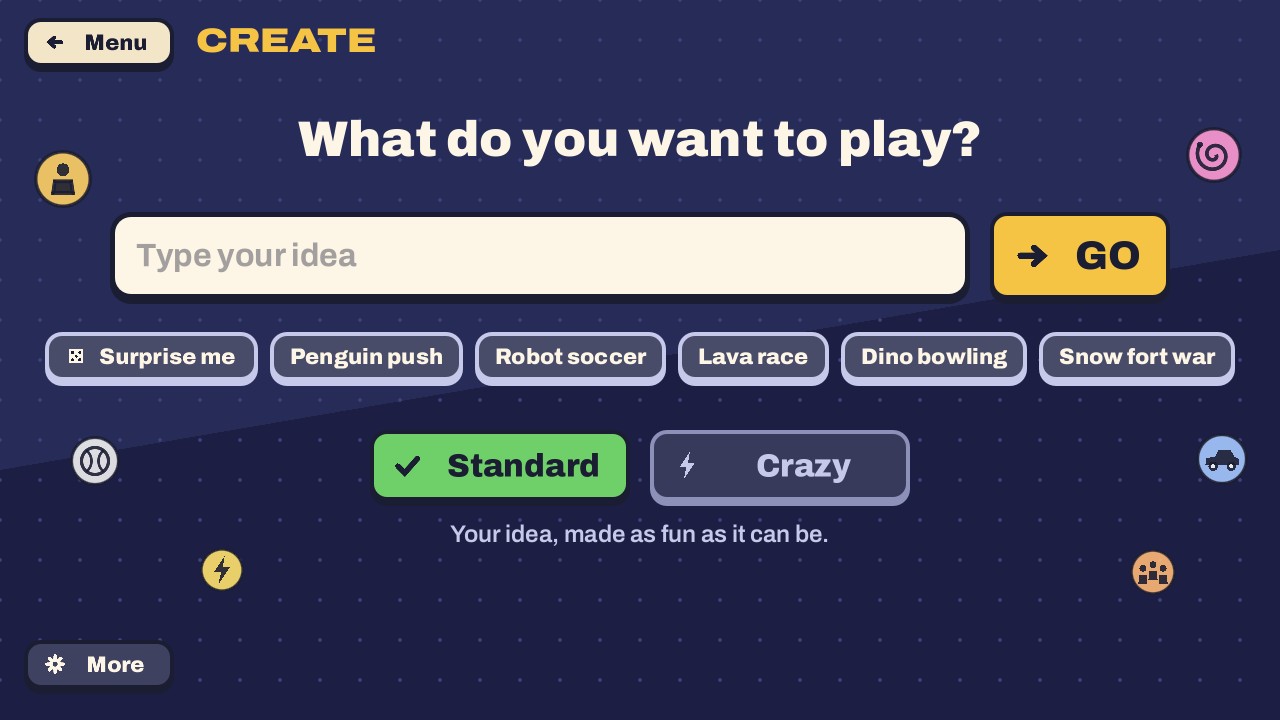 Menu
CREATE
What do you want to play?
Type your idea
GO
Surprise me
Penguin push
Robot soccer
Lava race
Dino bowling
Snow fort war
Standard
Crazy
Your idea, made as fun as it can be.
More